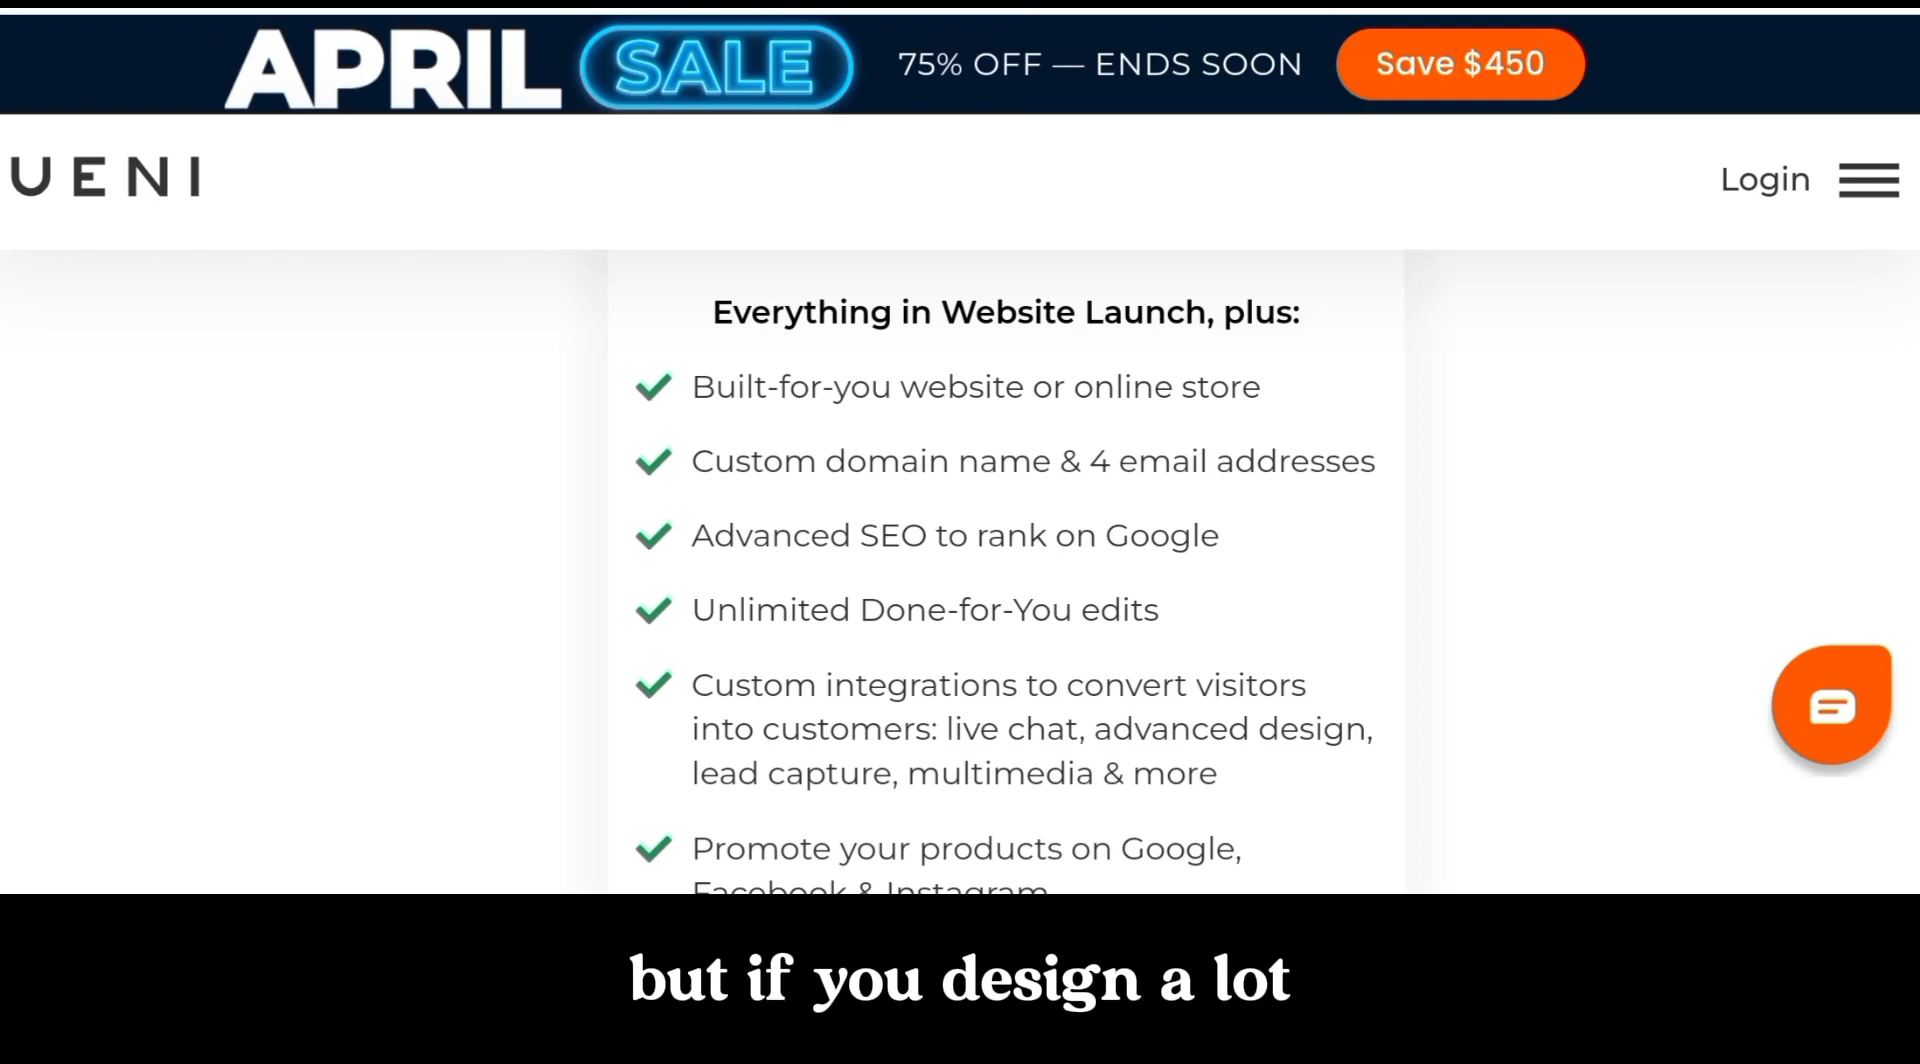 APRIL SALE 75% OFF — ENDS SOON Save $450
UENI Login
Everything in Website Launch, plus:
Built-for-you website or online store
Custom domain name & 4 email addresses
Advanced SEO to rank on Google
Unlimited Done-for-You edits
Custom integrations to convert visitors
into customers: live chat, advanced design,
lead capture, multimedia & more
Promote your products on Google,
Facebook & Instagram
but if you design a lot